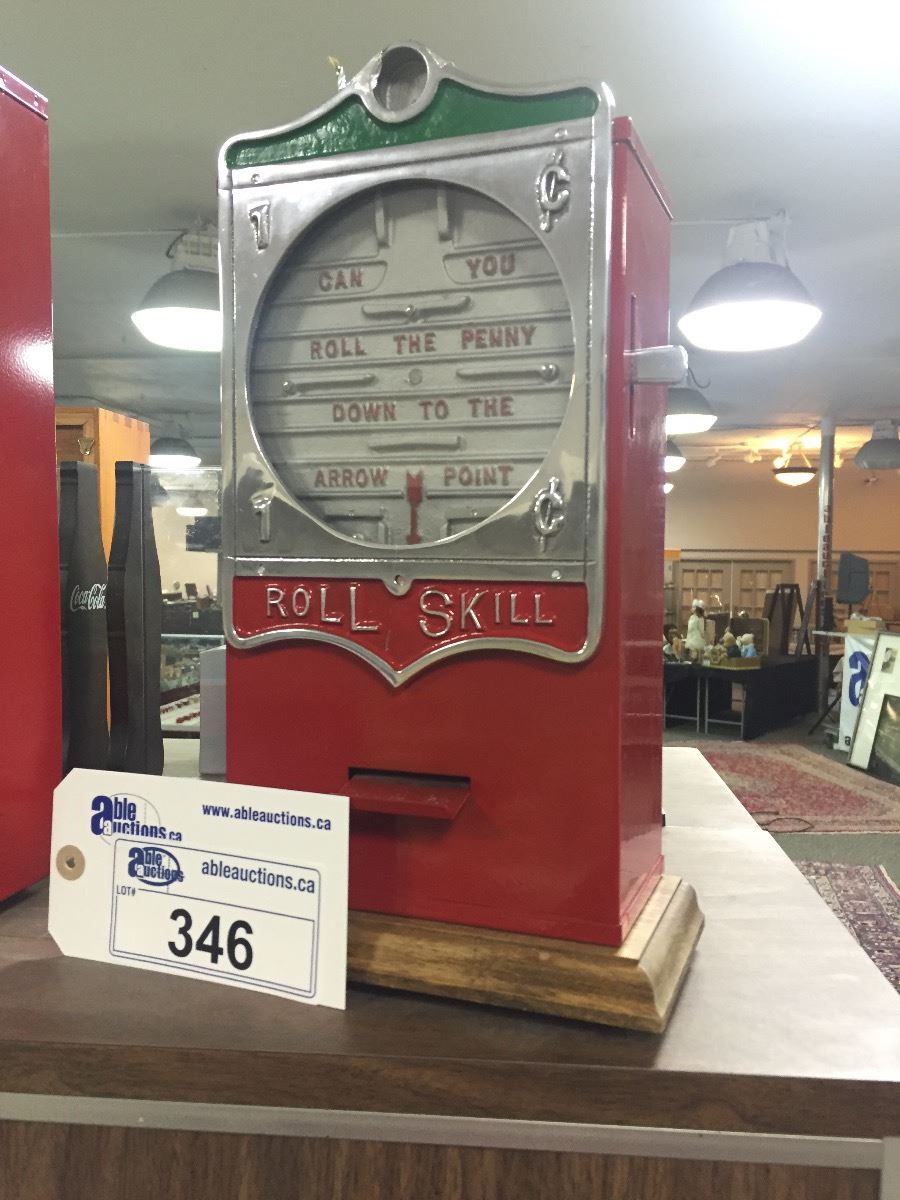 1 ¢
CAN YOU
ROLL THE PENNY
DOWN TO THE
ARROW POINT
1 ¢
ROLL SKILL
Coca-Cola
able auctions.ca
www.ableauctions.ca
able auctions
ableauctions.ca
LOT#
346
a